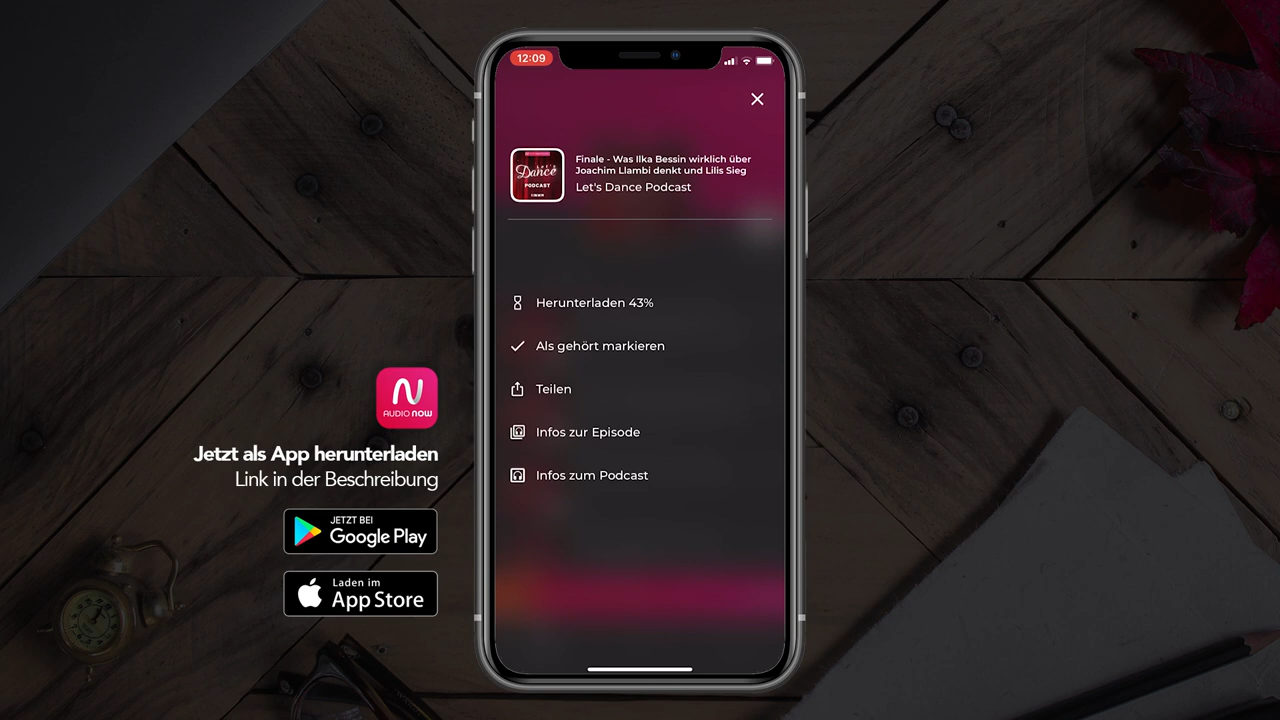 12:09
Let's
Dance
PODCAST
Finale - Was Ilka Bessin wirklich über
Joachim Llambi denkt und Lilis Sieg
Let's Dance Podcast
Herunterladen 43%
Als gehört markieren
Teilen
Infos zur Episode
Infos zum Podcast
AUDIO NOW
Jetzt als App herunterladen
Link in der Beschreibung
JETZT BEI
Google Play
Laden im
App Store